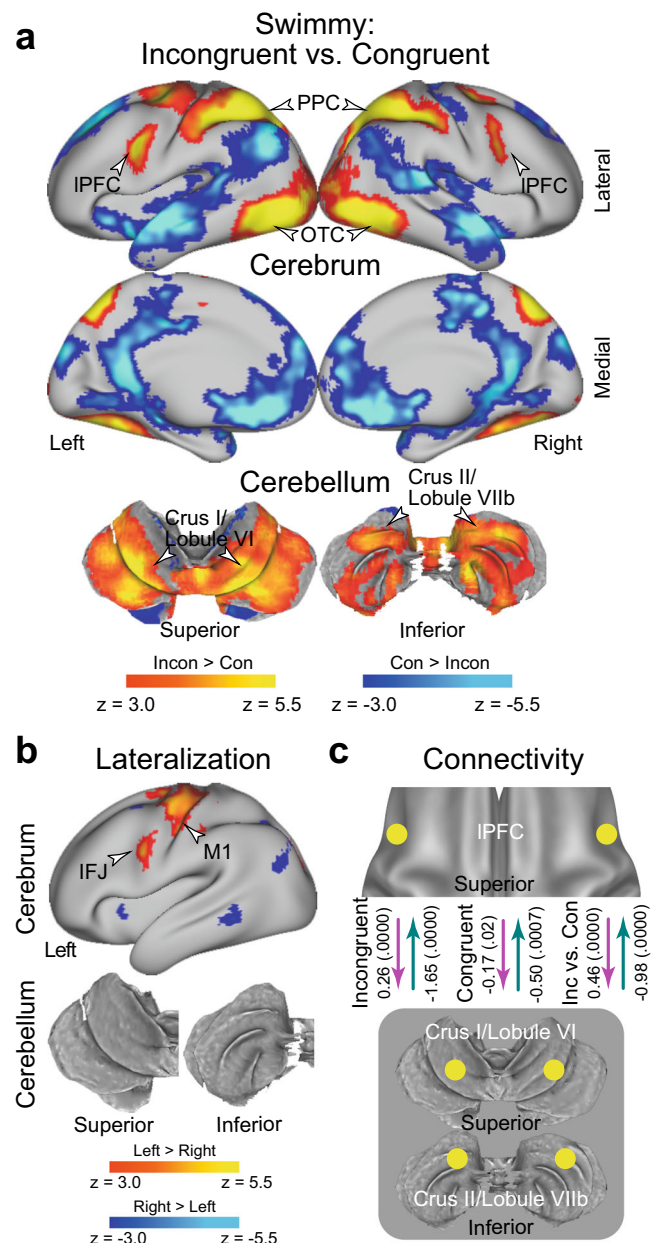 a
Swimmy:
Incongruent vs. Congruent
PPC
lPFC
lPFC
Lateral
OTC
Cerebrum
Medial
Left
Right
Cerebellum
Crus I/
Lobule VI
Crus II/
Lobule VIIb
Superior
Inferior
Incon > Con
z = 3.0
z = 5.5
Con > Incon
z = -3.0
z = -5.5
b
Lateralization
Cerebrum
IFJ
M1
Left
Cerebellum
Superior
Inferior
Left > Right
z = 3.0
z = 5.5
Right > Left
z = -3.0
z = -5.5
c
Connectivity
lPFC
Superior
Incongruent
0.26 (.0000)
-1.65 (.0000)
Congruent
-0.17 (.02)
-0.50 (.0007)
Inc vs. Con
0.46 (.0000)
-0.98 (.0000)
Crus I/Lobule VI
Superior
Crus II/Lobule VIIb
Inferior